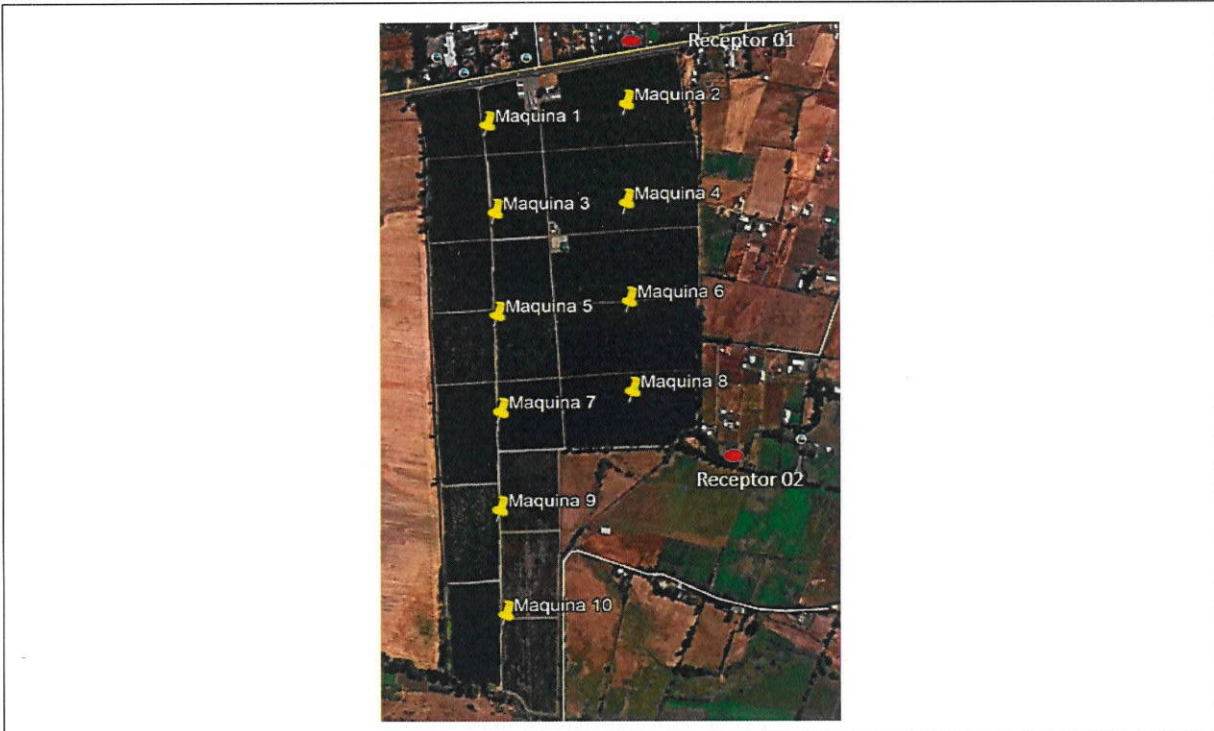 Receptor 01
Maquina 2
Maquina 1
Maquina 4
Maquina 3
Maquina 6
Maquina 5
Maquina 8
Maquina 7
Receptor 02
Maquina 9
Maquina 10